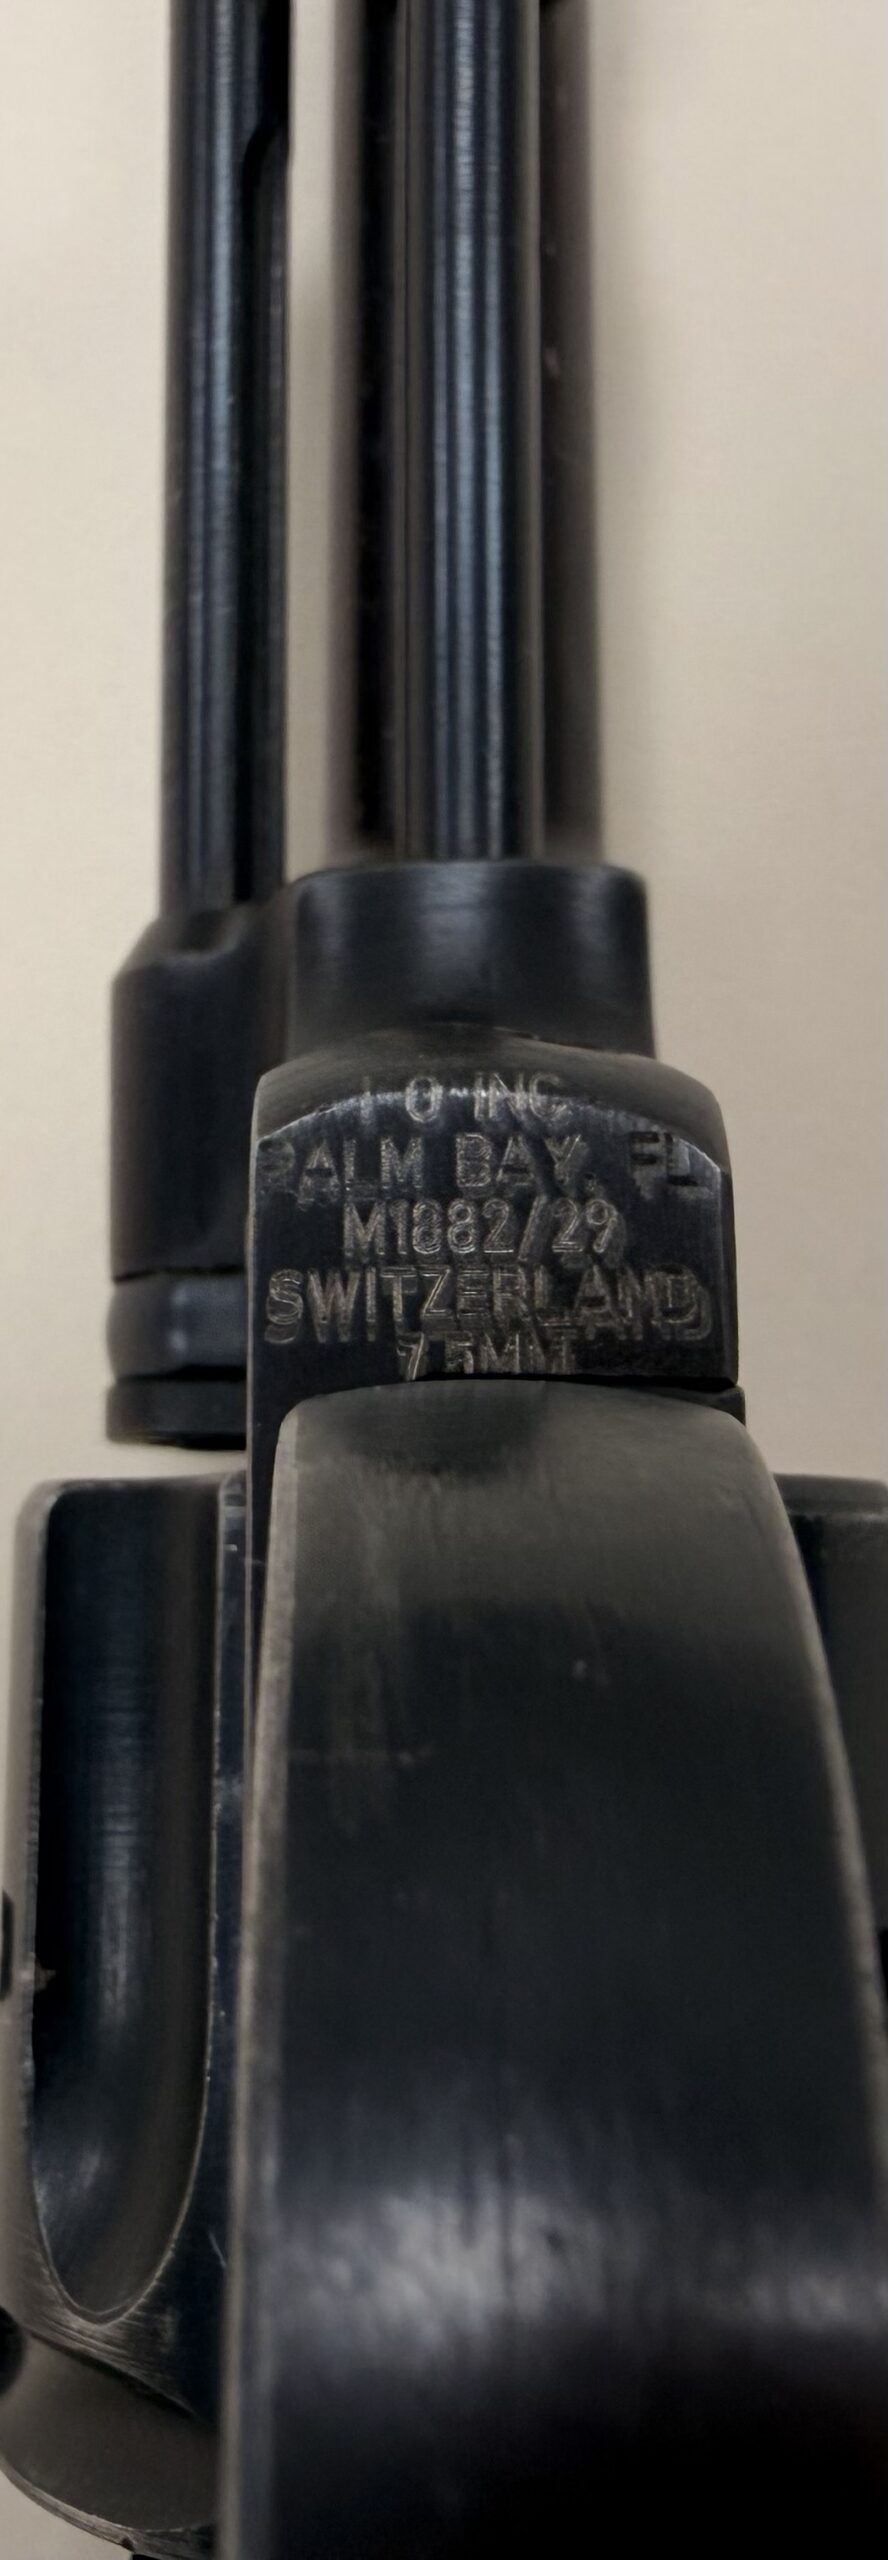 I O INC
PALM BAY, FL
M1882/29
SWITZERLAND
7.5MM